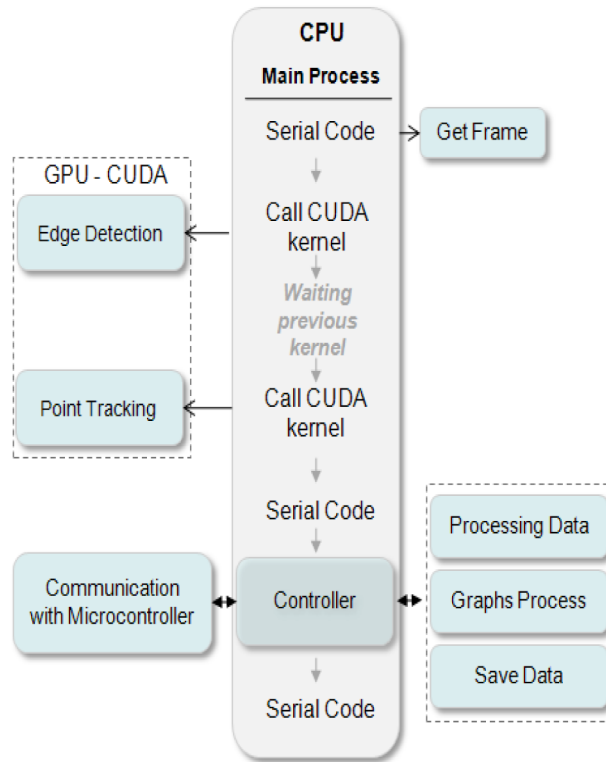 CPU
Main Process
Serial Code
Get Frame
GPU - CUDA
Edge Detection
Call CUDA
kernel
Waiting
previous
kernel
Point Tracking
Call CUDA
kernel
Serial Code
Processing Data
Communication
with Microcontroller
Controller
Graphs Process
Save Data
Serial Code